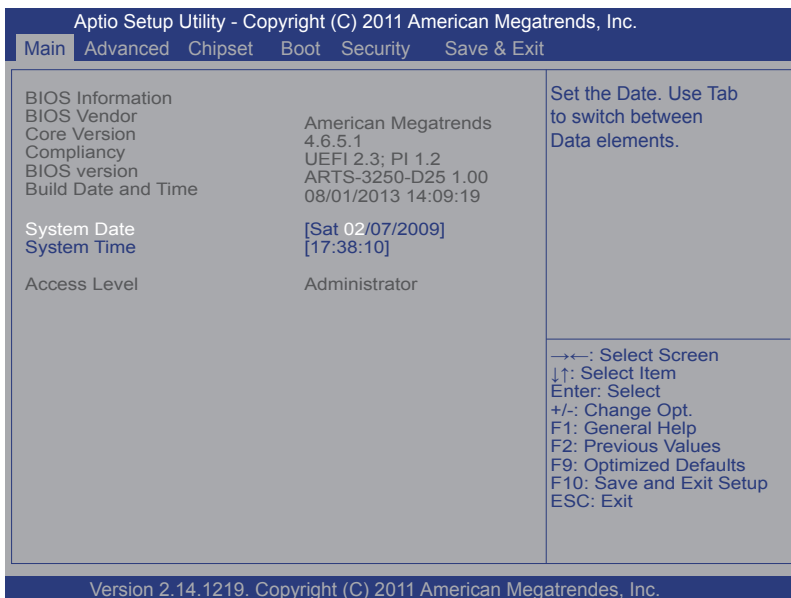 Aptio Setup Utility - Copyright (C) 2011 American Megatrends, Inc.
Main Advanced Chipset Boot Security Save & Exit
BIOS Information
BIOS Vendor American Megatrends
Core Version 4.6.5.1
Compliancy UEFI 2.3; PI 1.2
BIOS version ARTS-3250-D25 1.00
Build Date and Time 08/01/2013 14:09:19
System Date [Sat 02/07/2009]
System Time [17:38:10]
Access Level Administrator
Set the Date. Use Tab
to switch between
Data elements.
→←: Select Screen
↓↑: Select Item
Enter: Select
+/-: Change Opt.
F1: General Help
F2: Previous Values
F9: Optimized Defaults
F10: Save and Exit Setup
ESC: Exit
Version 2.14.1219. Copyright (C) 2011 American Megatrendes, Inc.